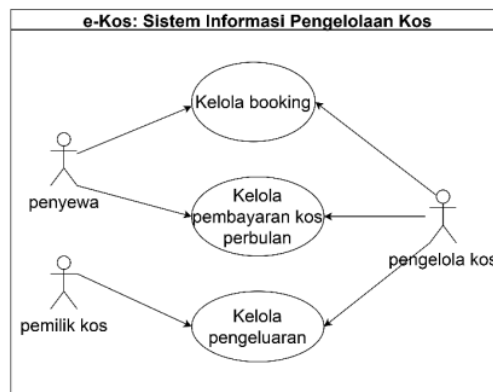 e-Kos: Sistem Informasi Pengelolaan Kos
Kelola booking
penyewa
Kelola
pembayaran kos
perbulan
pengelola kos
pemilik kos
Kelola
pengeluaran